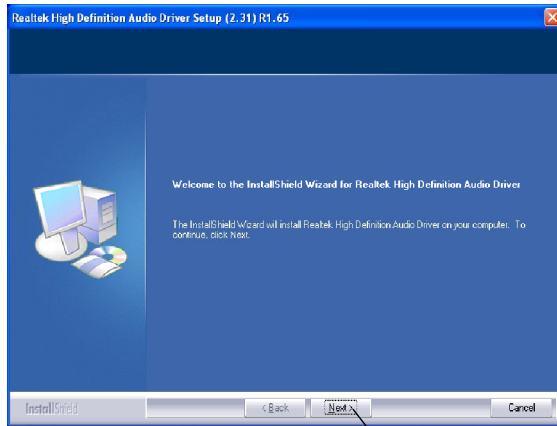 Realtek High Definition Audio Driver Setup (2.31) R1.65
Welcome to the InstallShield Wizard for Realtek High Definition Audio Driver
The InstallShield Wizard will install Realtek High Definition Audio Driver on your computer. To
continue, click Next.
InstallShield
< Back
Next >
Cancel